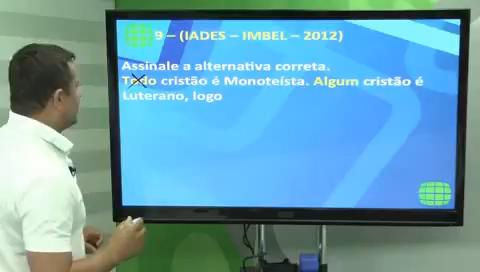 9 – (IADES – IMBEL – 2012)
Assinale a alternativa correta.
Todo cristão é Monoteísta. Algum cristão é
Luterano, logo